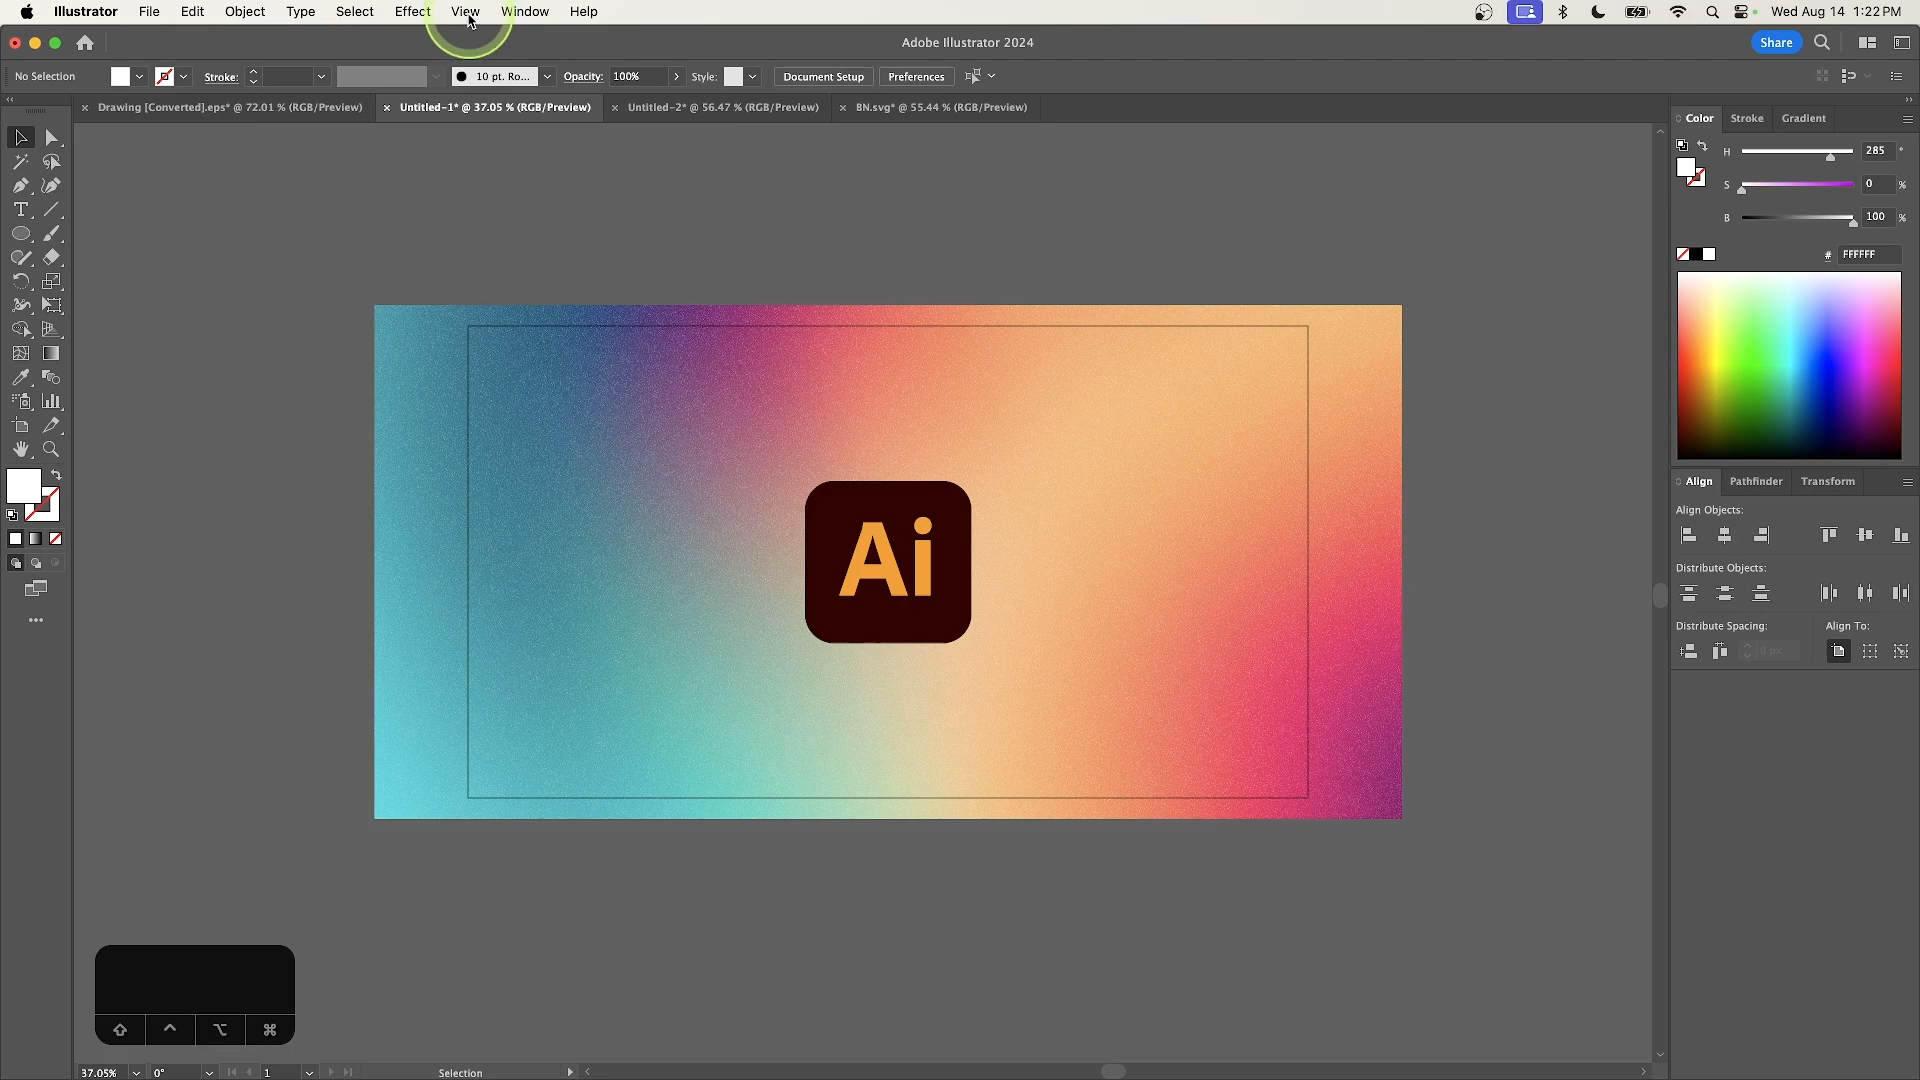 Illustrator File Edit Object Type Select Effect View Window Help Wed Aug 14 1:22 PM
Adobe Illustrator 2024 Share
No Selection Stroke: 10 pt. Ro... Opacity: 100% Style: Document Setup Preferences
Drawing [Converted].eps* @ 72.01 % (RGB/Preview) Untitled-1* @ 37.05 % (RGB/Preview) Untitled-2* @ 56.47 % (RGB/Preview) BN.svg* @ 55.44 % (RGB/Preview)
Color Stroke Gradient
H 285 °
S 0 %
B 100 %
# FFFFFF
Ai
Align Pathfinder Transform
Align Objects:
Distribute Objects:
Distribute Spacing: Align To:
0 px
37.05% 0° 1 Selection